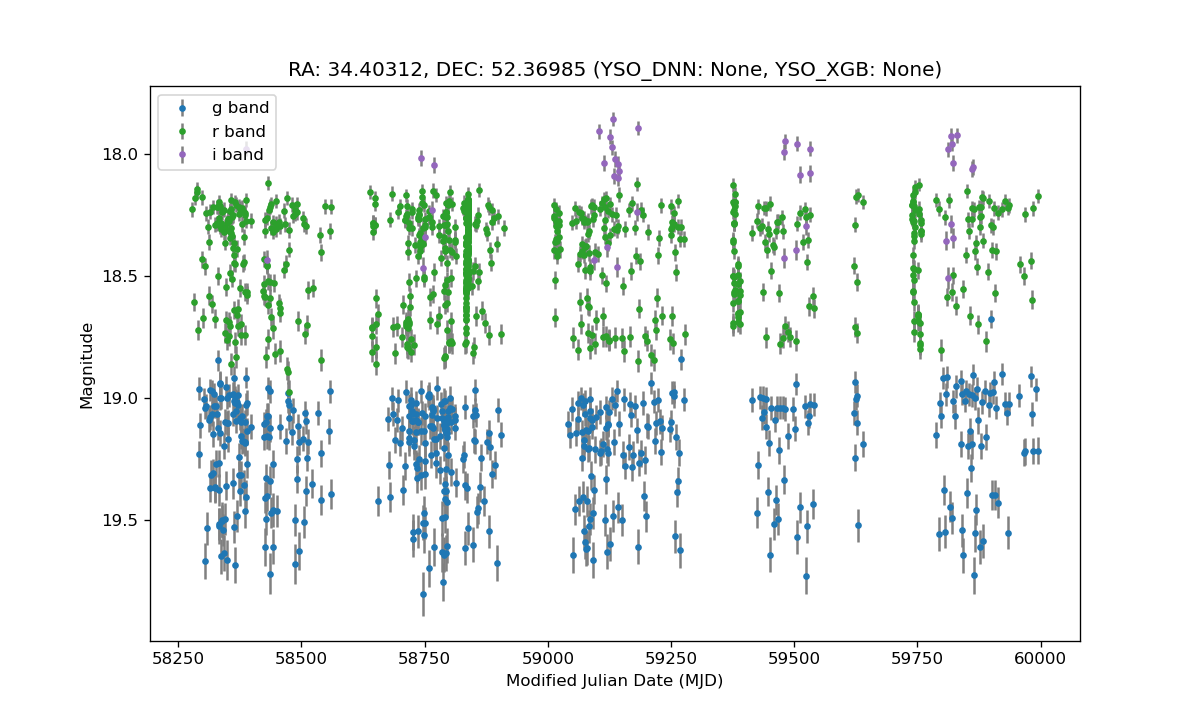 RA: 34.40312, DEC: 52.36985 (YSO_DNN: None, YSO_XGB: None)
g band
r band
i band
18.0
18.5
19.0
19.5
Magnitude
58250 58500 58750 59000 59250 59500 59750 60000
Modified Julian Date (MJD)